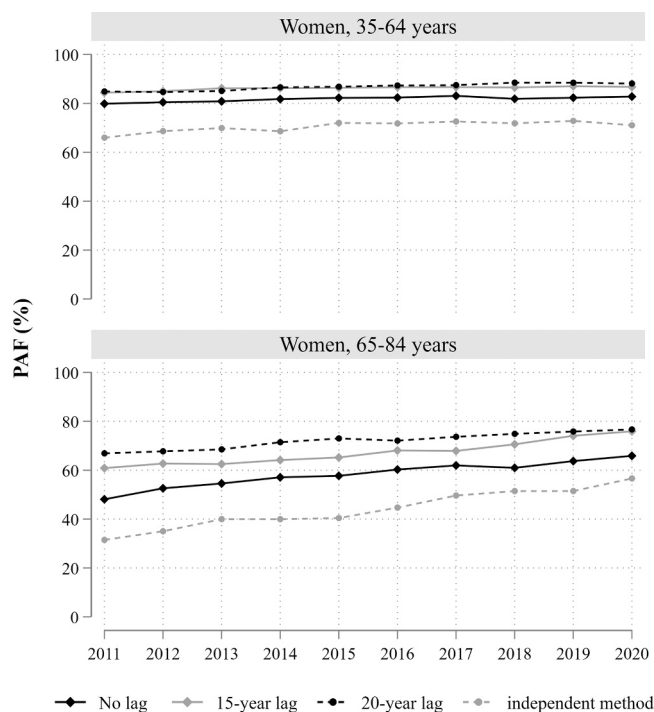 Women, 35-64 years
100
80
60
40
20
0
PAF (%)
Women, 65-84 years
100
80
60
40
20
0
2011 2012 2013 2014 2015 2016 2017 2018 2019 2020
No lag 15-year lag 20-year lag independent method